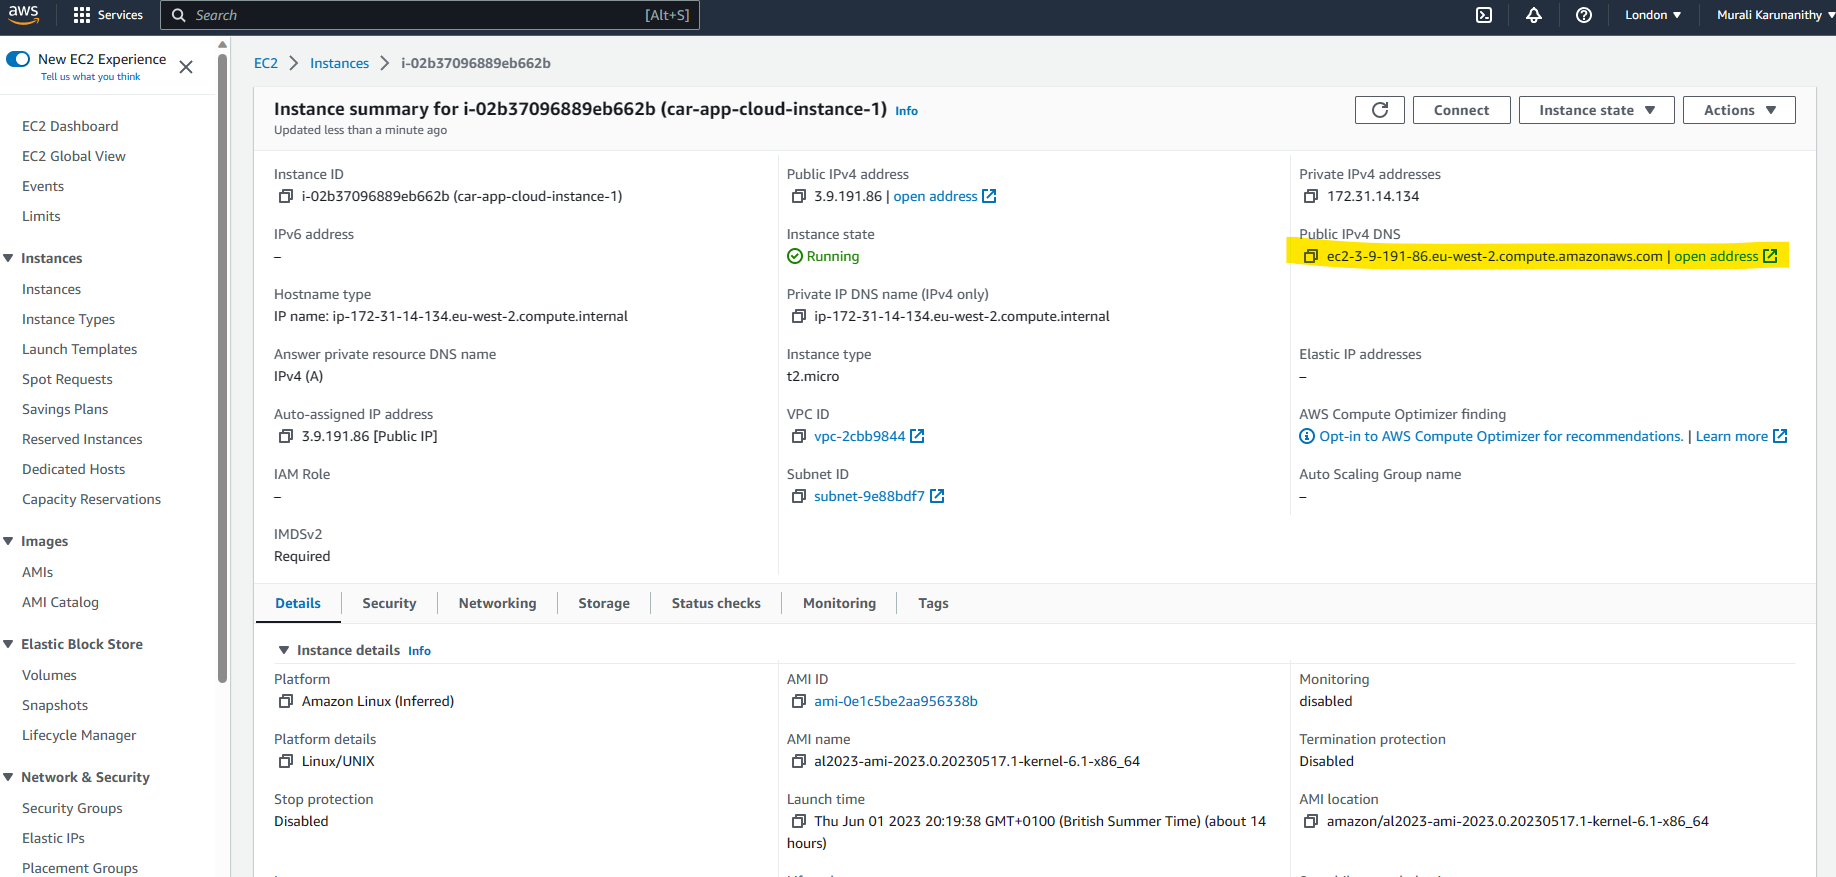 aws Services Search [Alt+S] London Murali Karunanithy
New EC2 Experience
Tell us what you think
EC2 Dashboard
EC2 Global View
Events
Limits
Instances
Instances
Instance Types
Launch Templates
Spot Requests
Savings Plans
Reserved Instances
Dedicated Hosts
Capacity Reservations
Images
AMIs
AMI Catalog
Elastic Block Store
Volumes
Snapshots
Lifecycle Manager
Network & Security
Security Groups
Elastic IPs
Placement Groups
EC2 > Instances > i-02b37096889eb662b
Instance summary for i-02b37096889eb662b (car-app-cloud-instance-1) Info
Updated less than a minute ago
Connect Instance state Actions
Instance ID
i-02b37096889eb662b (car-app-cloud-instance-1)
Public IPv4 address
3.9.191.86 | open address
Private IPv4 addresses
172.31.14.134
IPv6 address
–
Instance state
Running
Public IPv4 DNS
ec2-3-9-191-86.eu-west-2.compute.amazonaws.com | open address
Hostname type
IP name: ip-172-31-14-134.eu-west-2.compute.internal
Private IP DNS name (IPv4 only)
ip-172-31-14-134.eu-west-2.compute.internal
Answer private resource DNS name
IPv4 (A)
Instance type
t2.micro
Elastic IP addresses
–
Auto-assigned IP address
3.9.191.86 [Public IP]
VPC ID
vpc-2cbb9844
AWS Compute Optimizer finding
Opt-in to AWS Compute Optimizer for recommendations. | Learn more
IAM Role
–
Subnet ID
subnet-9e88bdf7
Auto Scaling Group name
–
IMDSv2
Required
Details Security Networking Storage Status checks Monitoring Tags
Instance details Info
Platform
Amazon Linux (Inferred)
AMI ID
ami-0e1c5be2aa956338b
Monitoring
disabled
Platform details
Linux/UNIX
AMI name
al2023-ami-2023.0.20230517.1-kernel-6.1-x86_64
Termination protection
Disabled
Stop protection
Disabled
Launch time
Thu Jun 01 2023 20:19:38 GMT+0100 (British Summer Time) (about 14
hours)
AMI location
amazon/al2023-ami-2023.0.20230517.1-kernel-6.1-x86_64